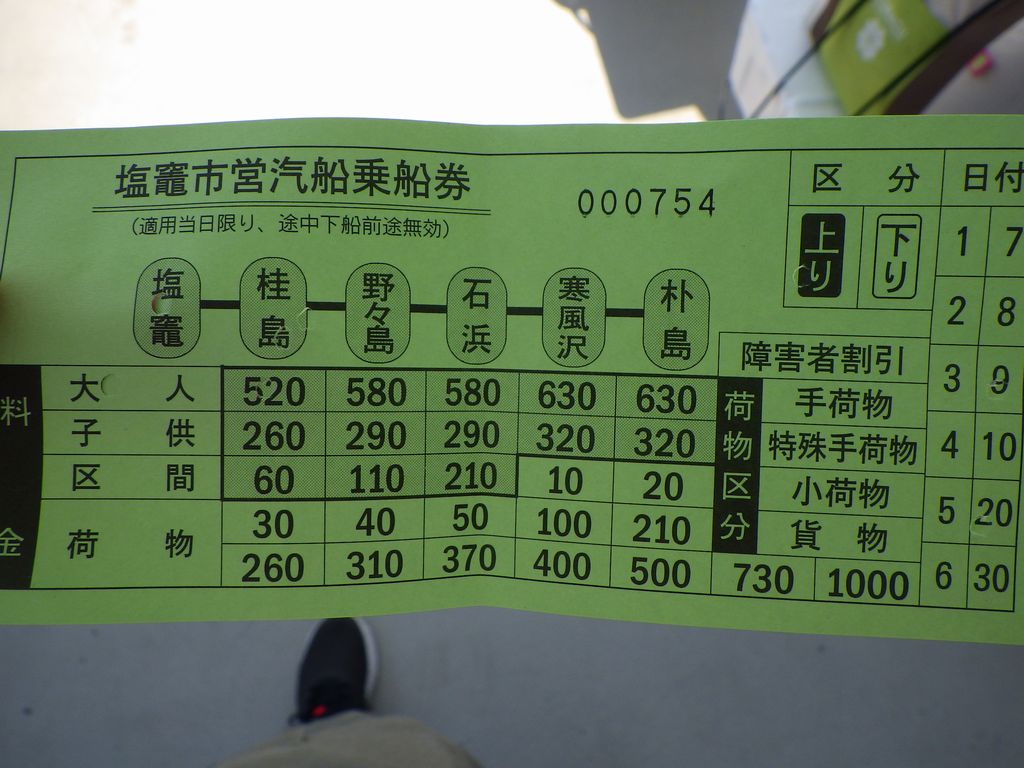 塩竈市営汽船乗船券
000754
(適用当日限り、途中下船前途無効)
塩竈 桂島 野々島 石浜 寒風沢 朴島
料金
大人 520 580 580 630 630
子供 260 290 290 320 320
区間 60 110 210 10 20
荷物 30 40 50 100 210
260 310 370 400 500 730 1000
区分
上り 下り
障害者割引
荷物区分
手荷物
特殊手荷物
小荷物
貨物
日付
1 7
2 8
3 9
4 10
5 20
6 30